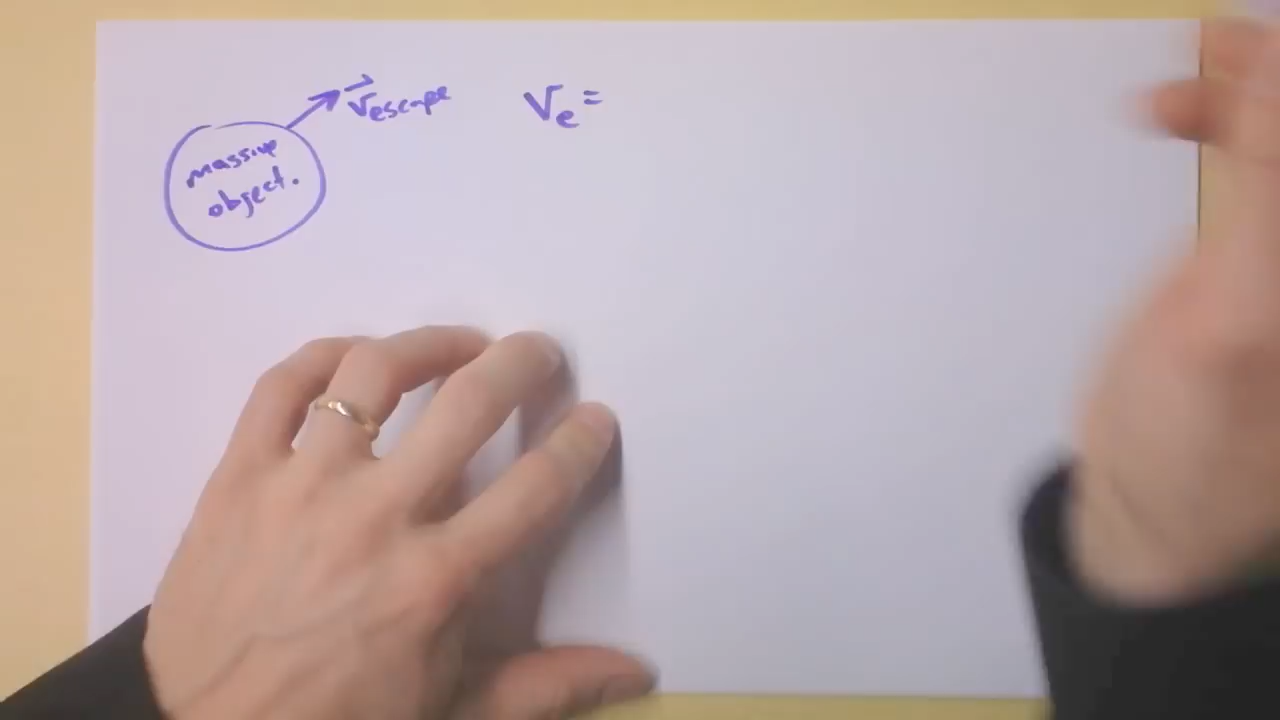 v⃗escape
Ve =
massive
object.